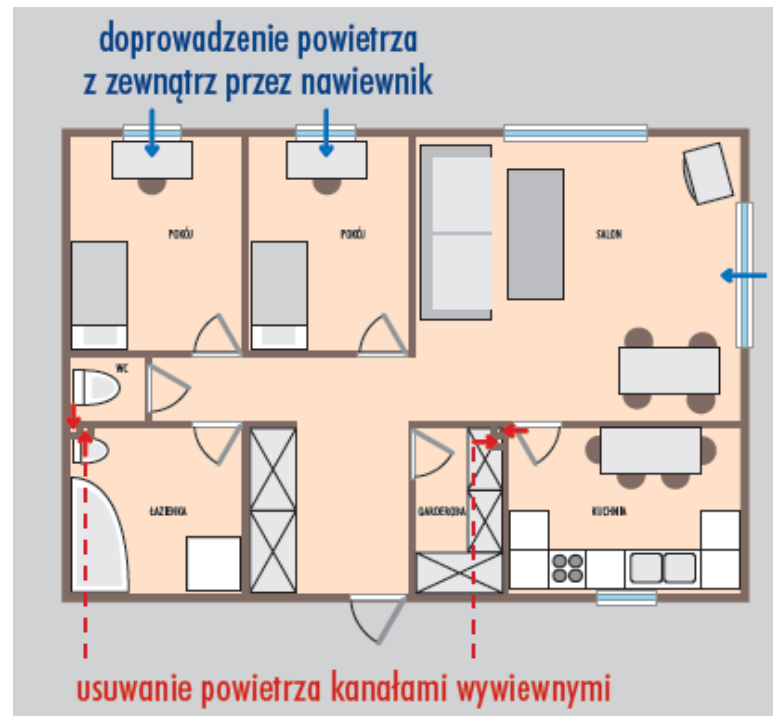 doprowadzenie powietrza
z zewnątrz przez nawiewnik
POKÓJ
POKÓJ
SALON
WC
ŁAZIENKA
GARDEROBA
KUCHNIA
usuwanie powietrza kanałami wywiewnymi